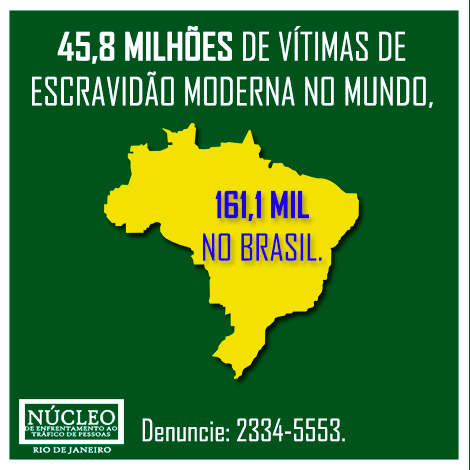 45,8 MILHÕES DE VÍTIMAS DE
ESCRAVIDÃO MODERNA NO MUNDO,
161,1 MIL
NO BRASIL.
NÚCLEO
DE ENFRENTAMENTO AO
TRÁFICO DE PESSOAS
RIO DE JANEIRO
Denuncie: 2334-5553.